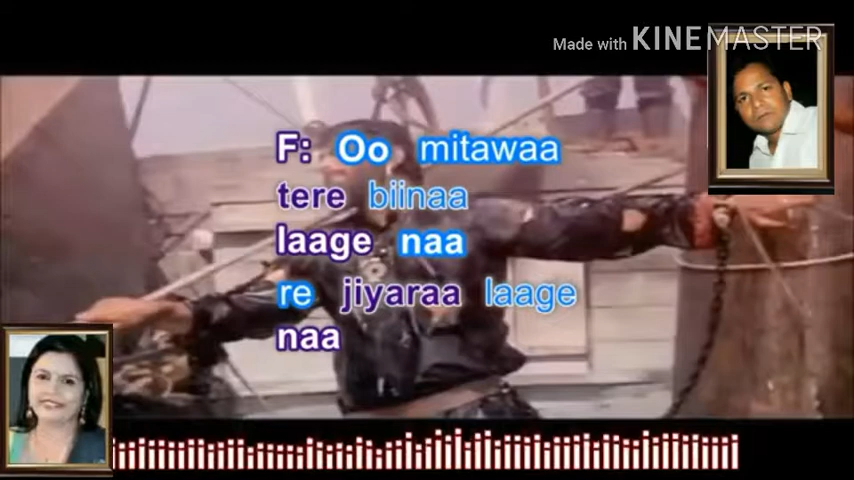 Made with KINEMASTER
F: Oo mitawaa
tere biinaa
laage naa
re jiyaraa laage
naa